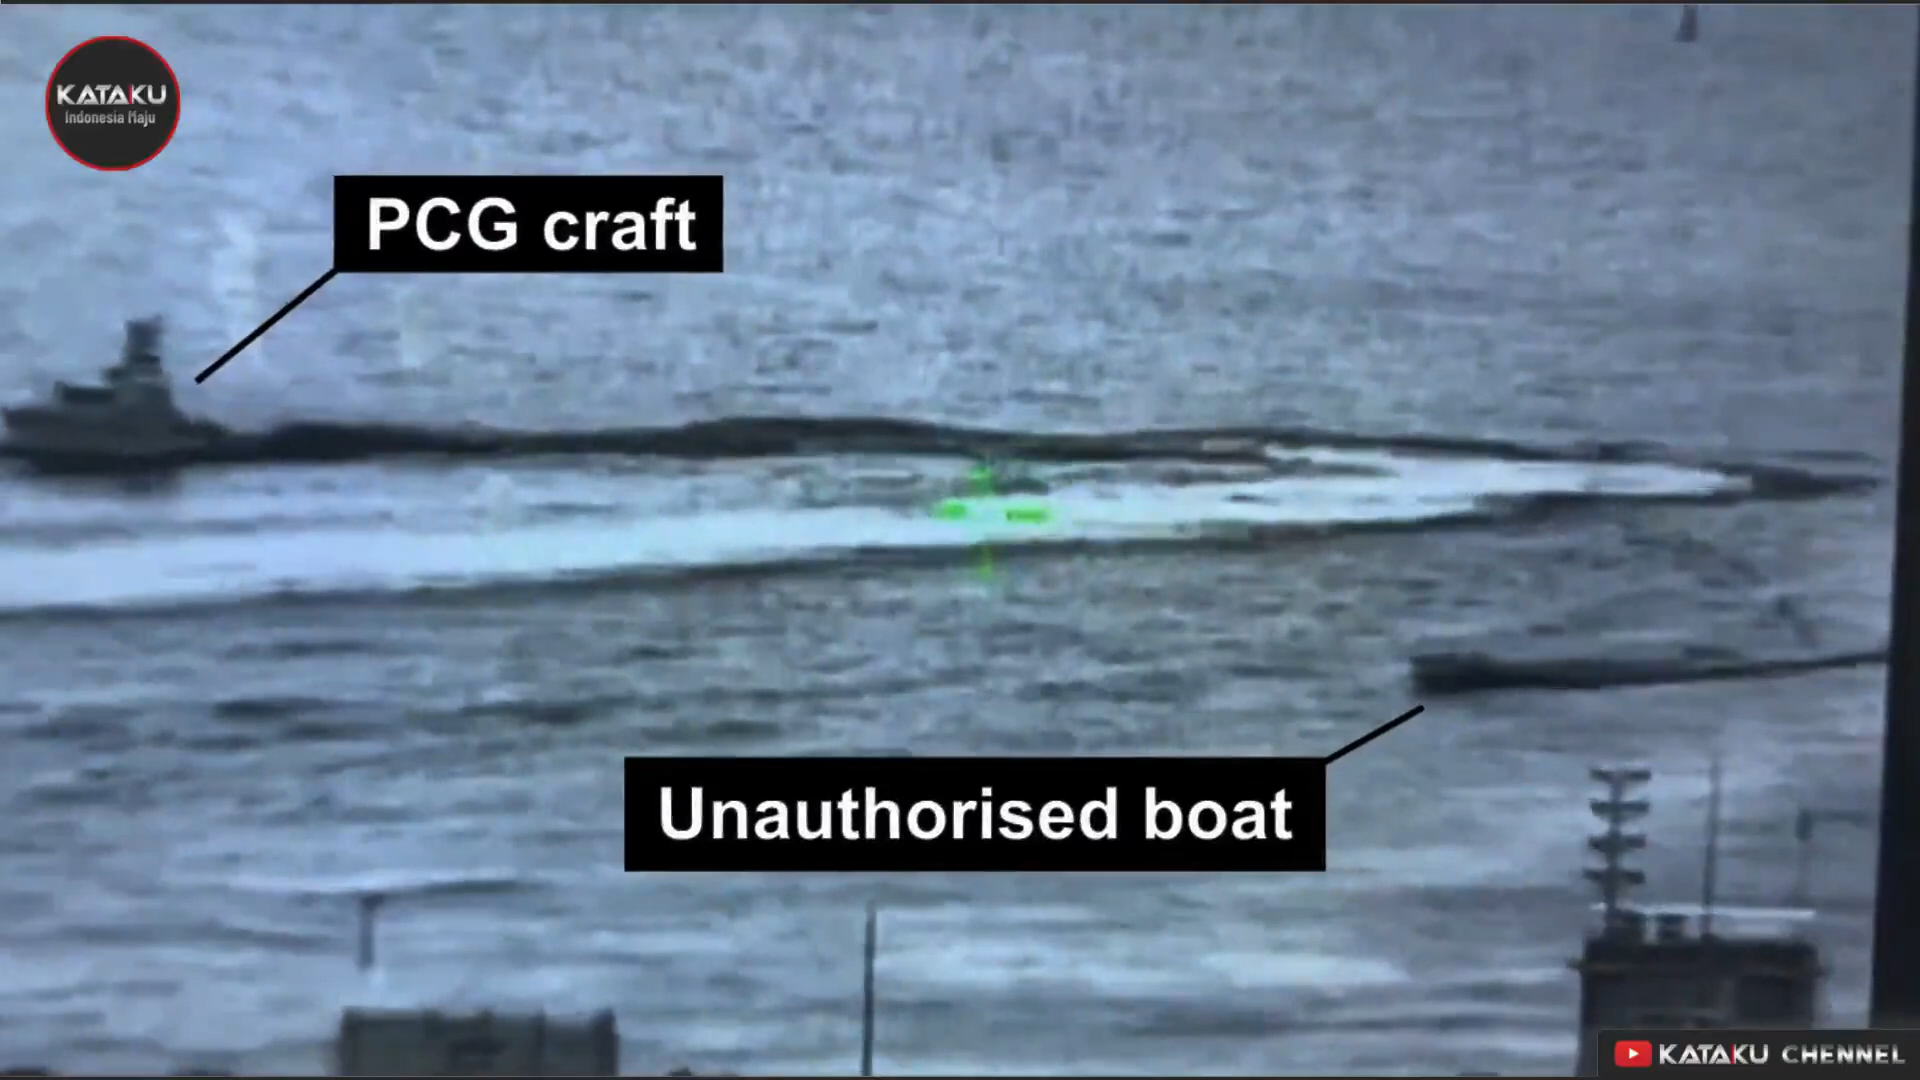 KATAKU
Indonesia Maju
PCG craft
Unauthorised boat
KATAKU CHENNEL